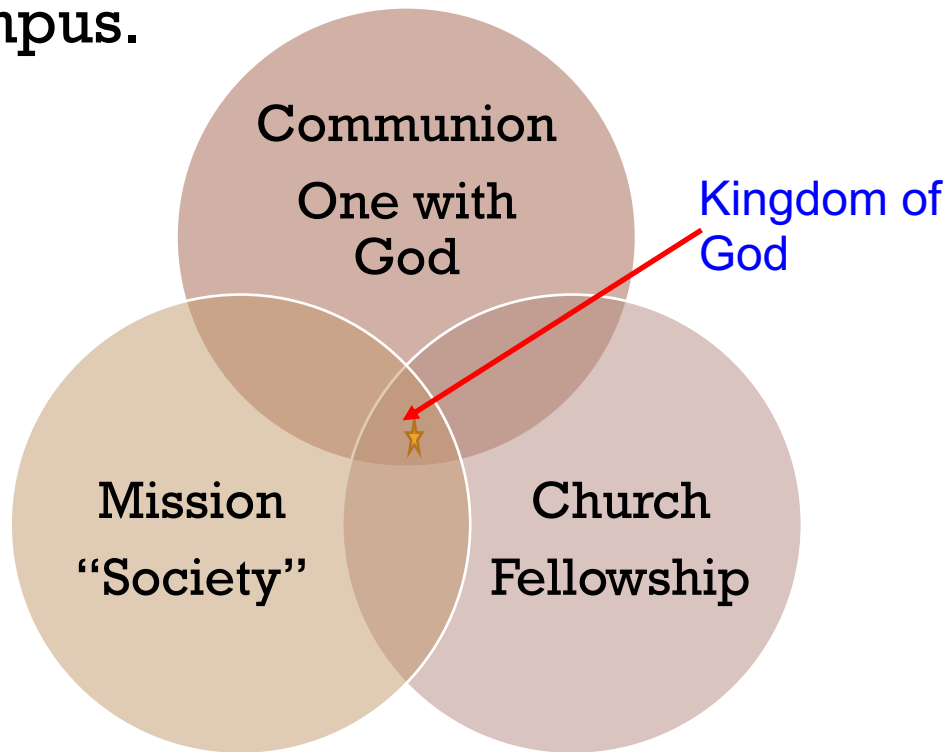 mpus.
Communion
One with
God
Kingdom of
God
Mission
“Society”
Church
Fellowship